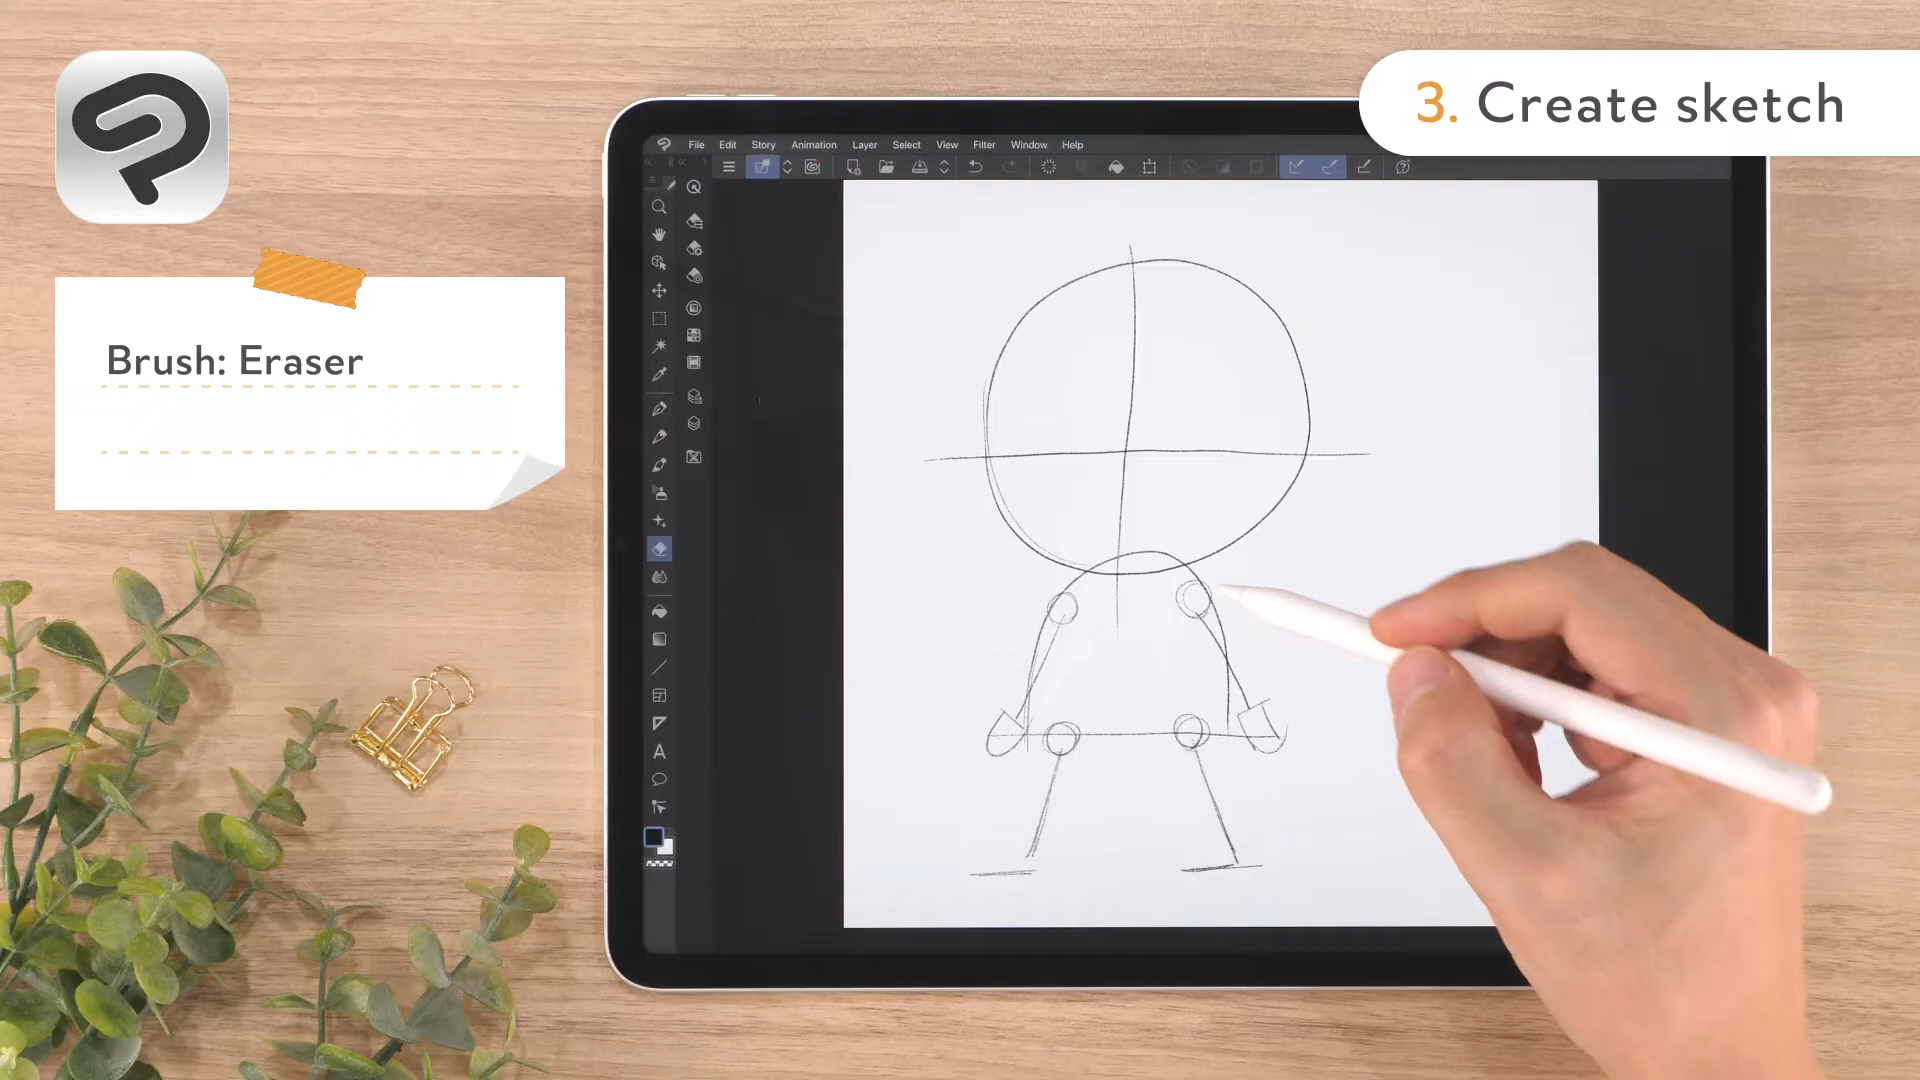 3. Create sketch
File Edit Story Animation Layer Select View Filter Window Help
Brush: Eraser